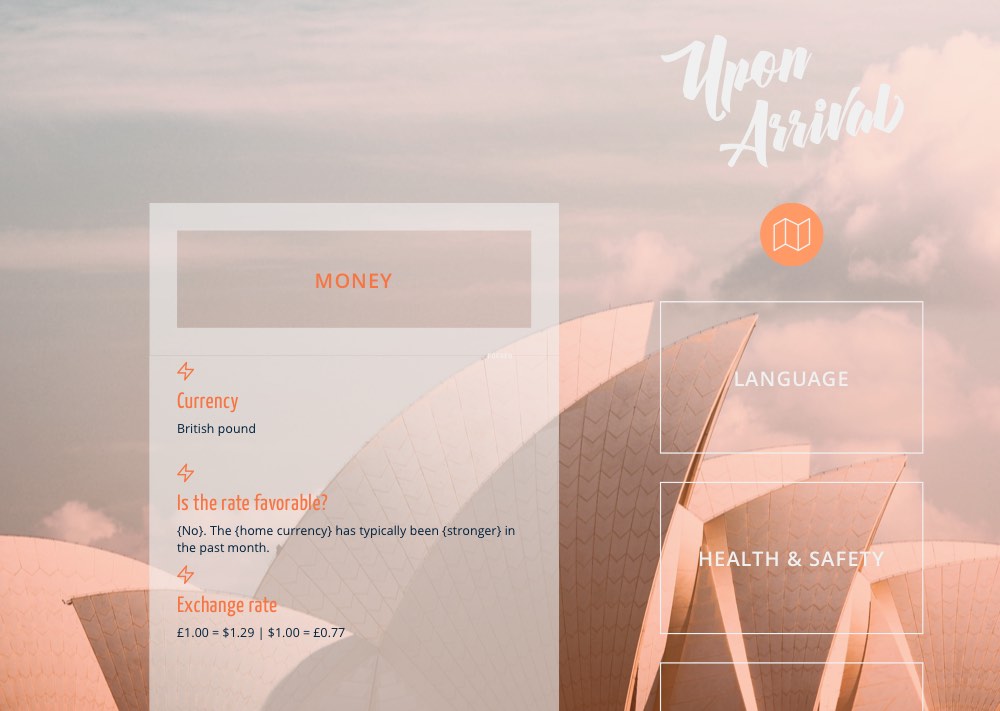 Upon
Arrival
MONEY
Currency
British pound
Is the rate favorable?
{No}. The {home currency} has typically been {stronger} in
the past month.
Exchange rate
£1.00 = $1.29 | $1.00 = £0.77
LANGUAGE
HEALTH & SAFETY